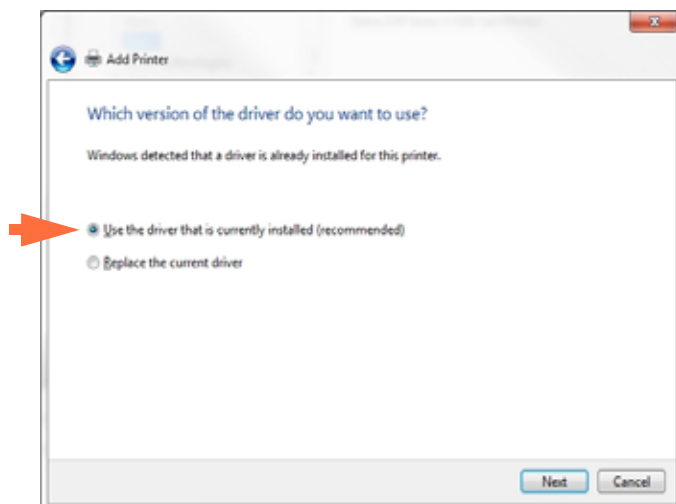 Add Printer
Which version of the driver do you want to use?
Windows detected that a driver is already installed for this printer.
Use the driver that is currently installed (recommended)
Replace the current driver
Next Cancel